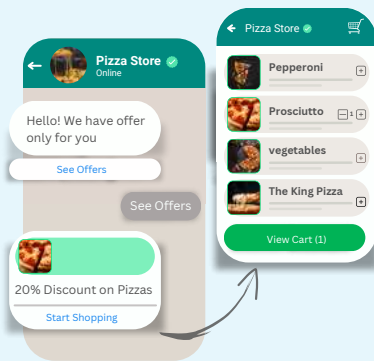 Pizza Store
Online
Hello! We have offer
only for you
See Offers
See Offers
20% Discount on Pizzas
Start Shopping
Pizza Store
Pepperoni
Prosciutto
1
vegetables
The King Pizza
View Cart (1)